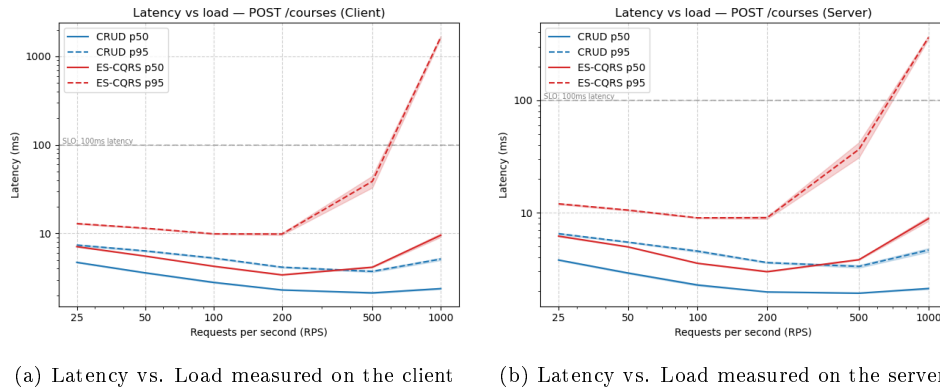 Latency vs load — POST /courses (Client)
CRUD p50
CRUD p95
ES-CQRS p50
ES-CQRS p95
SLO: 100ms latency
Latency (ms)
1000
100
10
25
50
100
200
500
1000
Requests per second (RPS)
(a) Latency vs. Load measured on the client
Latency vs load — POST /courses (Server)
CRUD p50
CRUD p95
ES-CQRS p50
ES-CQRS p95
SLO: 100ms latency
Latency (ms)
100
10
25
50
100
200
500
1000
Requests per second (RPS)
(b) Latency vs. Load measured on the server